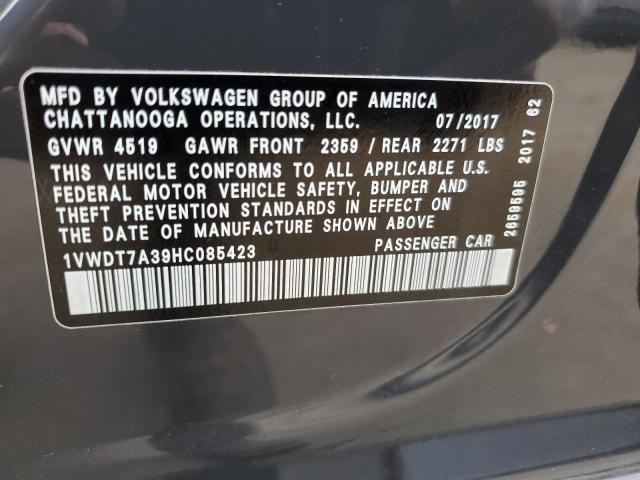 MFD BY VOLKSWAGEN GROUP OF AMERICA
CHATTANOOGA OPERATIONS, LLC. 07/2017
GVWR 4519 GAWR FRONT 2359 / REAR 2271 LBS
THIS VEHICLE CONFORMS TO ALL APPLICABLE U.S.
FEDERAL MOTOR VEHICLE SAFETY, BUMPER AND
THEFT PREVENTION STANDARDS IN EFFECT ON
THE DATE OF MANUFACTURE SHOWN ABOVE
1VWDT7A39HC085423 PASSENGER CAR
2659595 2017 62